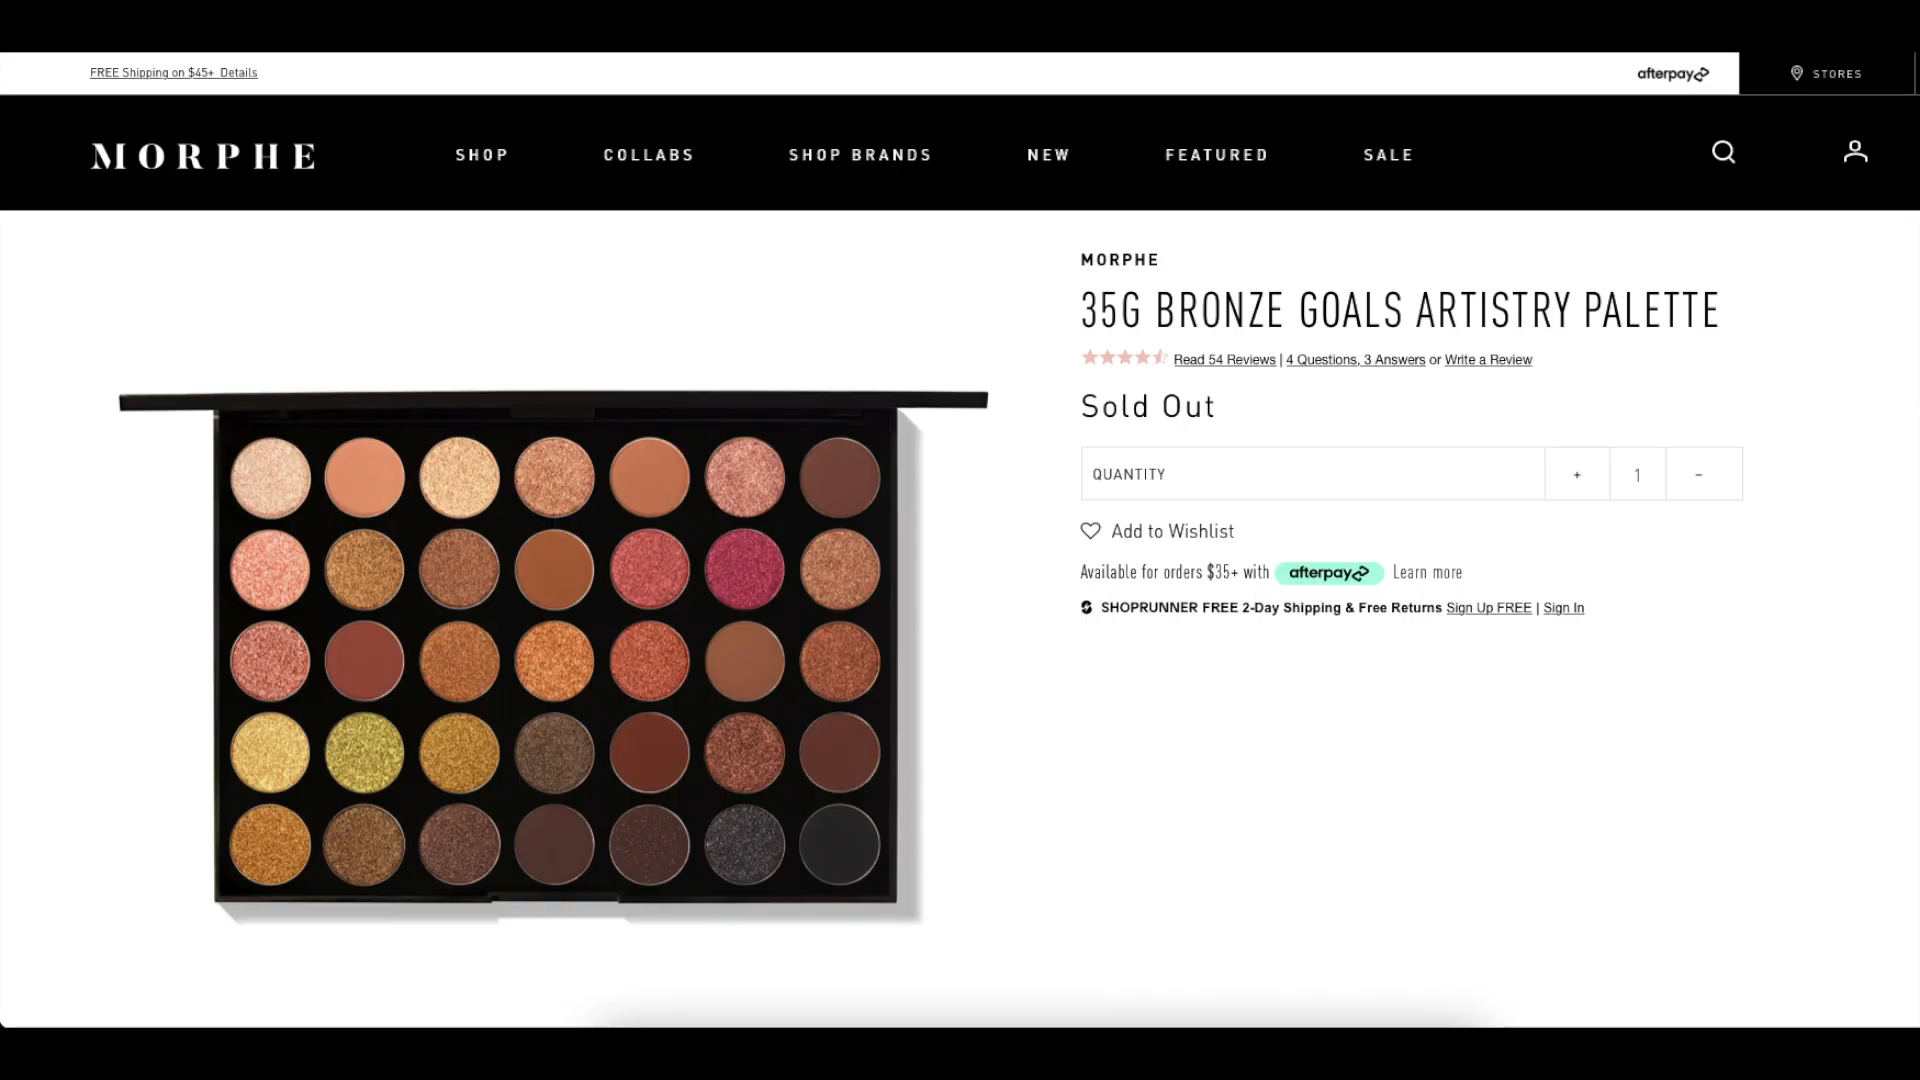 FREE Shipping on $45+ Details
afterpay
STORES
MORPHE
SHOP
COLLABS
SHOP BRANDS
NEW
FEATURED
SALE
MORPHE
35G BRONZE GOALS ARTISTRY PALETTE
Read 54 Reviews | 4 Questions, 3 Answers or Write a Review
Sold Out
QUANTITY + 1 -
Add to Wishlist
Available for orders $35+ with afterpay Learn more
SHOPRUNNER FREE 2-Day Shipping & Free Returns Sign Up FREE | Sign In